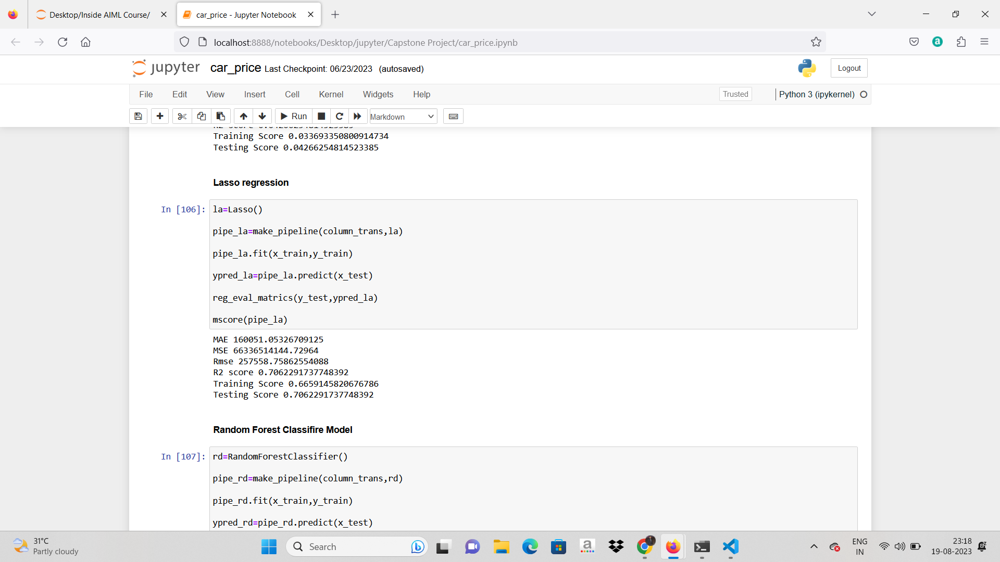 Desktop/Inside AIML Course/
car_price - Jupyter Notebook
localhost:8888/notebooks/Desktop/jupyter/Capstone Project/car_price.ipynb
jupyter car_price Last Checkpoint: 06/23/2023 (autosaved)
Logout
File Edit View Insert Cell Kernel Widgets Help
Trusted
Python 3 (ipykernel)
Run
Markdown
Training Score 0.033693350800914734
Testing Score 0.04266254814523385
Lasso regression
In [106]:
la=Lasso()
pipe_la=make_pipeline(column_trans,la)
pipe_la.fit(x_train,y_train)
ypred_la=pipe_la.predict(x_test)
reg_eval_matrics(y_test,ypred_la)
mscore(pipe_la)
MAE 160051.05326709125
MSE 66336514144.72964
Rmse 257558.75862554088
R2 score 0.7062291737748392
Training Score 0.6659145820676786
Testing Score 0.7062291737748392
Random Forest Classifire Model
In [107]:
rd=RandomForestClassifier()
pipe_rd=make_pipeline(column_trans,rd)
pipe_rd.fit(x_train,y_train)
ypred_rd=pipe_rd.predict(x_test)
31°C
Partly cloudy
Search
ENG
IN
23:18
19-08-2023